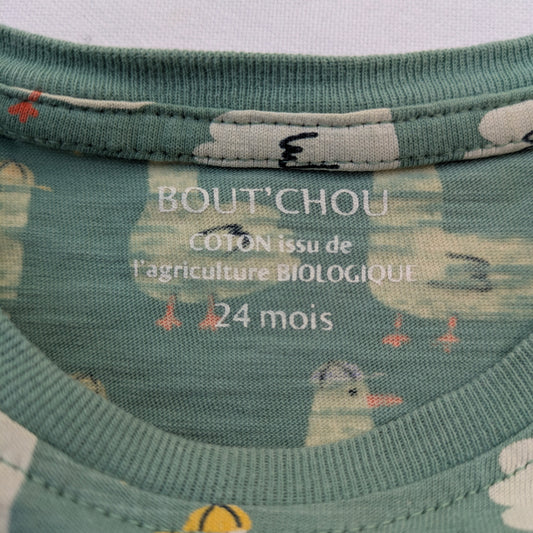 BOUT'CHOU
COTON issu de
l'agriculture BIOLOGIQUE
24 mois